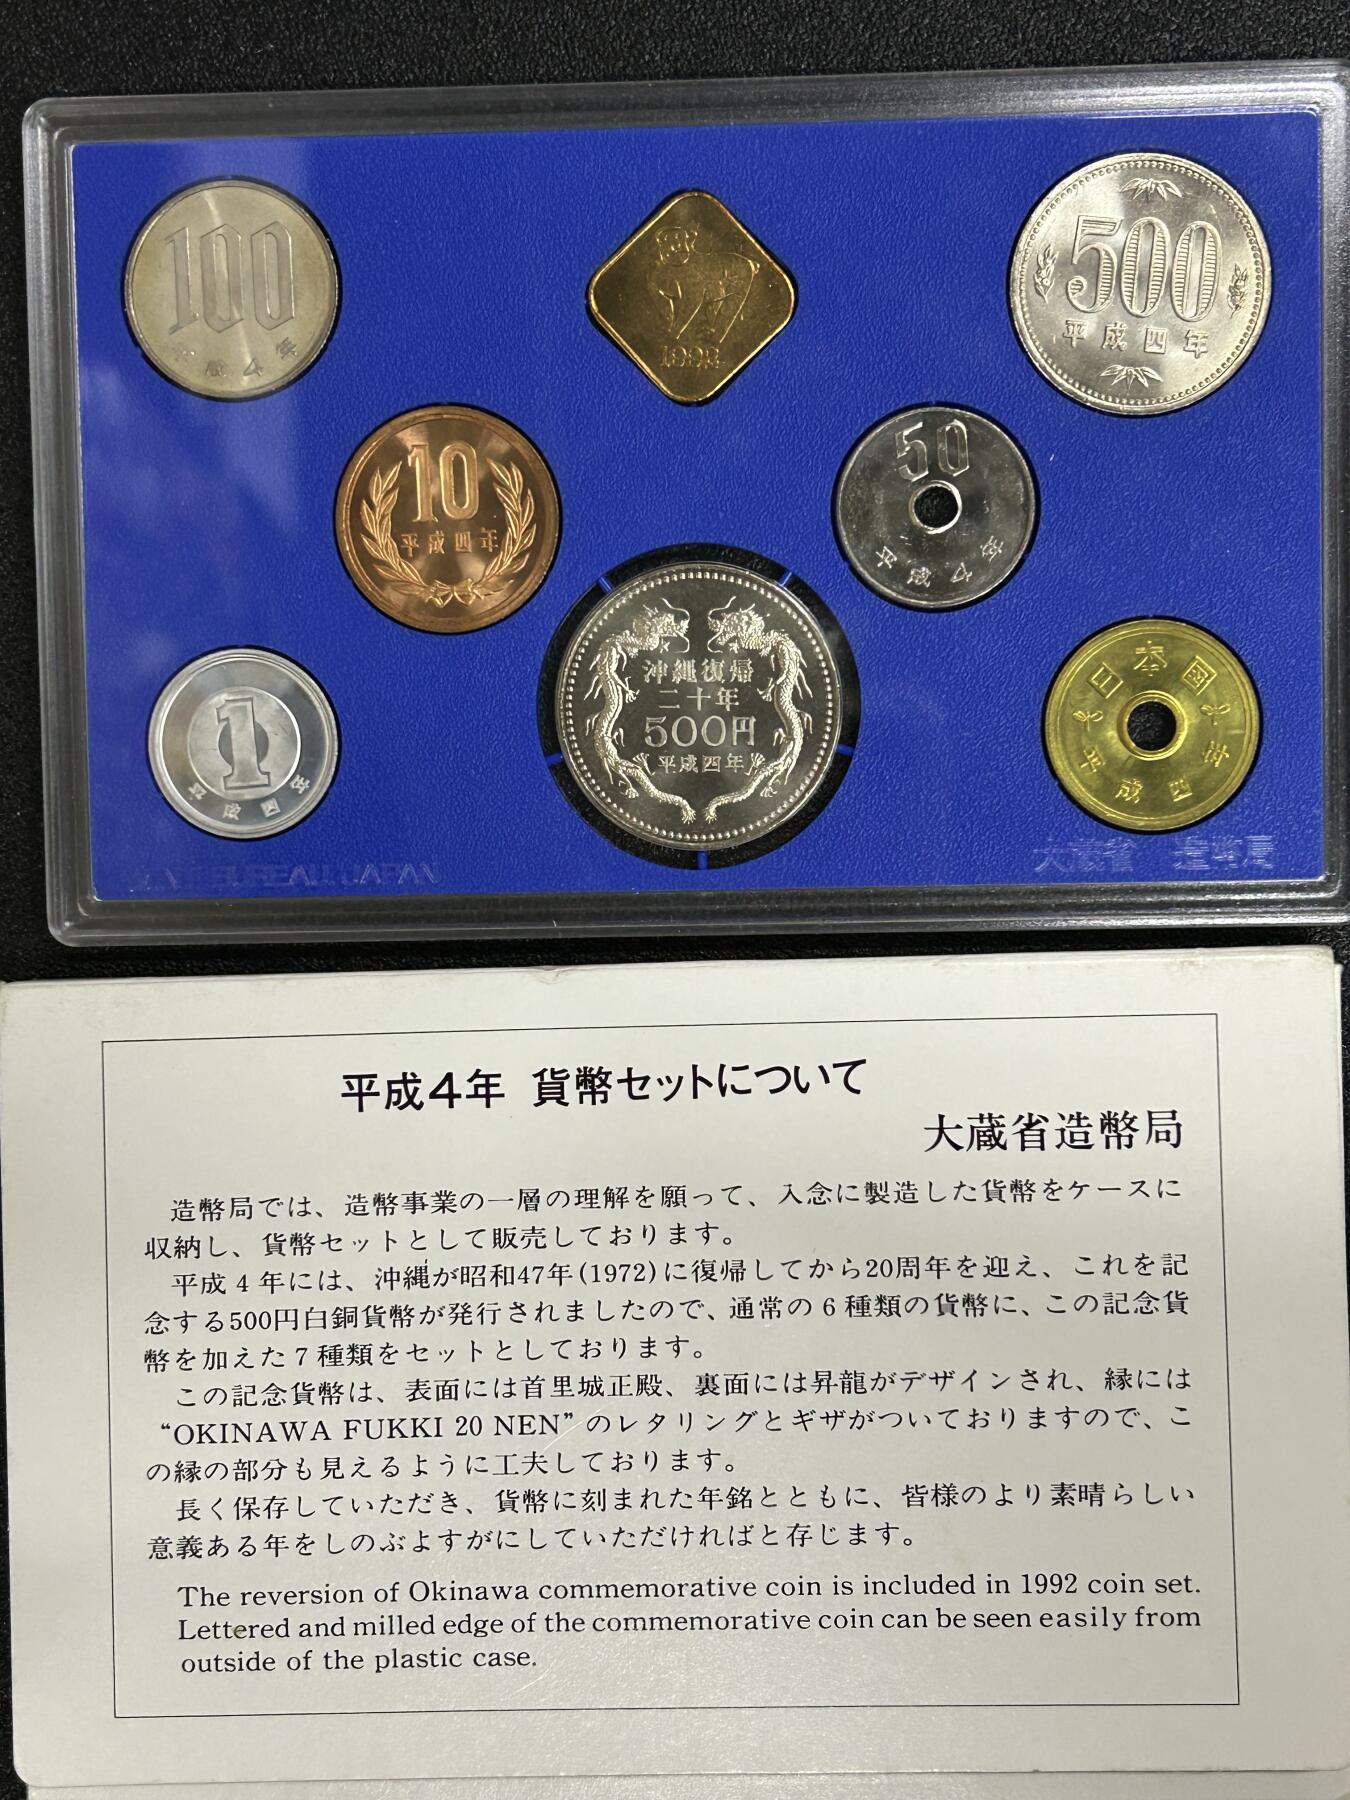 100
平成4年
1992
500
平成四年
10
平成四年
50
平成四年
1
平成四年
沖縄復帰
二十年
500円
平成四年
日本国
平成四年
MINT BUREAU, JAPAN
大蔵省 造幣局
平成4年 貨幣セットについて
大蔵省造幣局
造幣局では、造幣事業の一層の理解を願って、入念に製造した貨幣をケースに
収納し、貨幣セットとして販売しております。
平成4年には、沖縄が昭和47年(1972)に復帰してから20周年を迎え、これを記
念する500円白銅貨幣が発行されましたので、通常の6種類の貨幣に、この記念貨
幣を加えた7種類をセットとしております。
この記念貨幣は、表面には首里城正殿、裏面には昇龍がデザインされ、縁には
“OKINAWA FUKKI 20 NEN”のレタリングとギザがついておりますので、こ
の縁の部分も見えるように工夫しております。
長く保存していただき、貨幣に刻まれた年銘とともに、皆様のより素晴らしい
意義ある年をしのぶよすがにしていただければと存じます。
The reversion of Okinawa commemorative coin is included in 1992 coin set.
Lettered and milled edge of the commemorative coin can be seen easily from
outside of the plastic case.